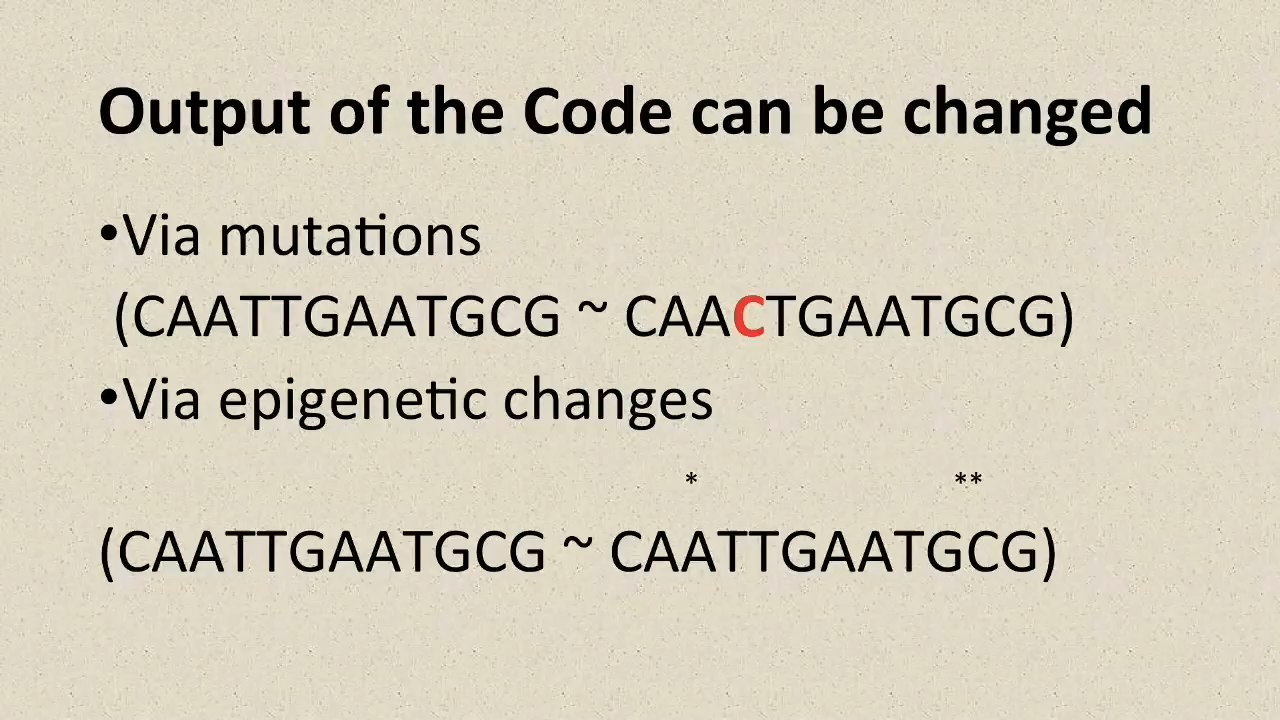 Output of the Code can be changed
•Via mutations
(CAATTGAATGCG ~ CAACTGAATGCG)
•Via epigenetic changes
* **
(CAATTGAATGCG ~ CAATTGAATGCG)